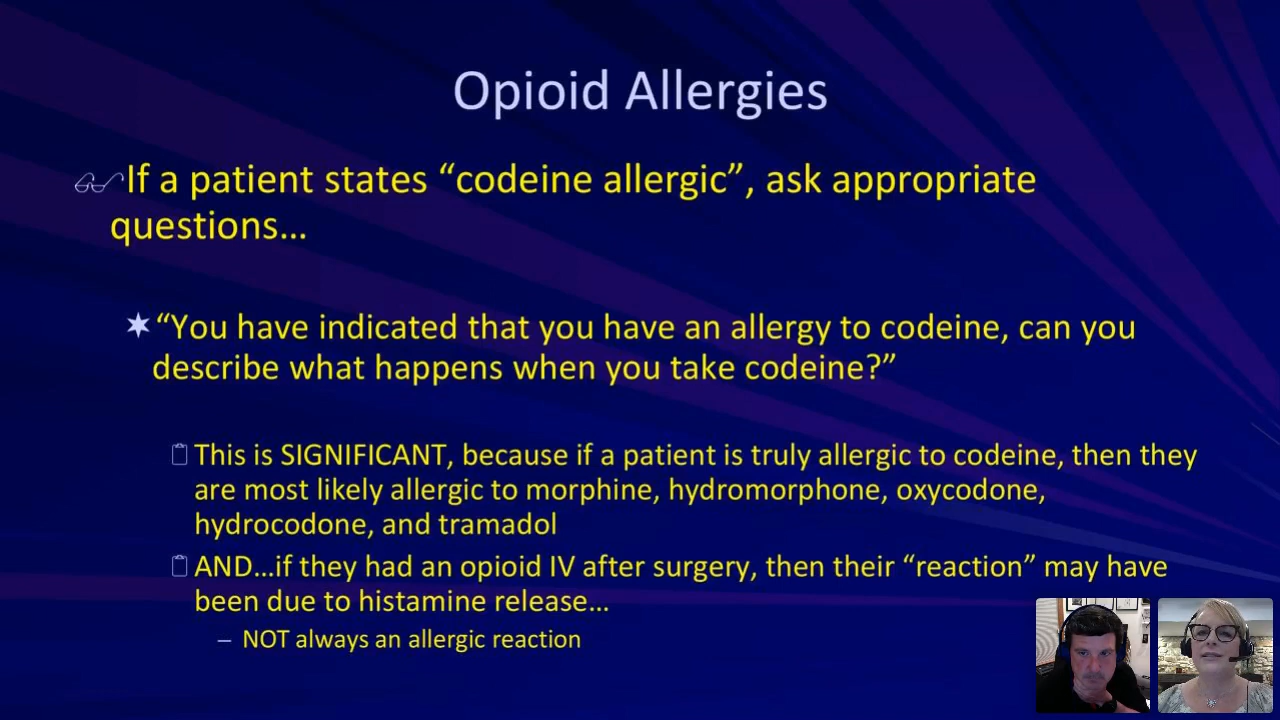 Opioid Allergies
If a patient states “codeine allergic”, ask appropriate
questions…
“You have indicated that you have an allergy to codeine, can you
describe what happens when you take codeine?”
This is SIGNIFICANT, because if a patient is truly allergic to codeine, then they
are most likely allergic to morphine, hydromorphone, oxycodone,
hydrocodone, and tramadol
AND…if they had an opioid IV after surgery, then their “reaction” may have
been due to histamine release…
– NOT always an allergic reaction